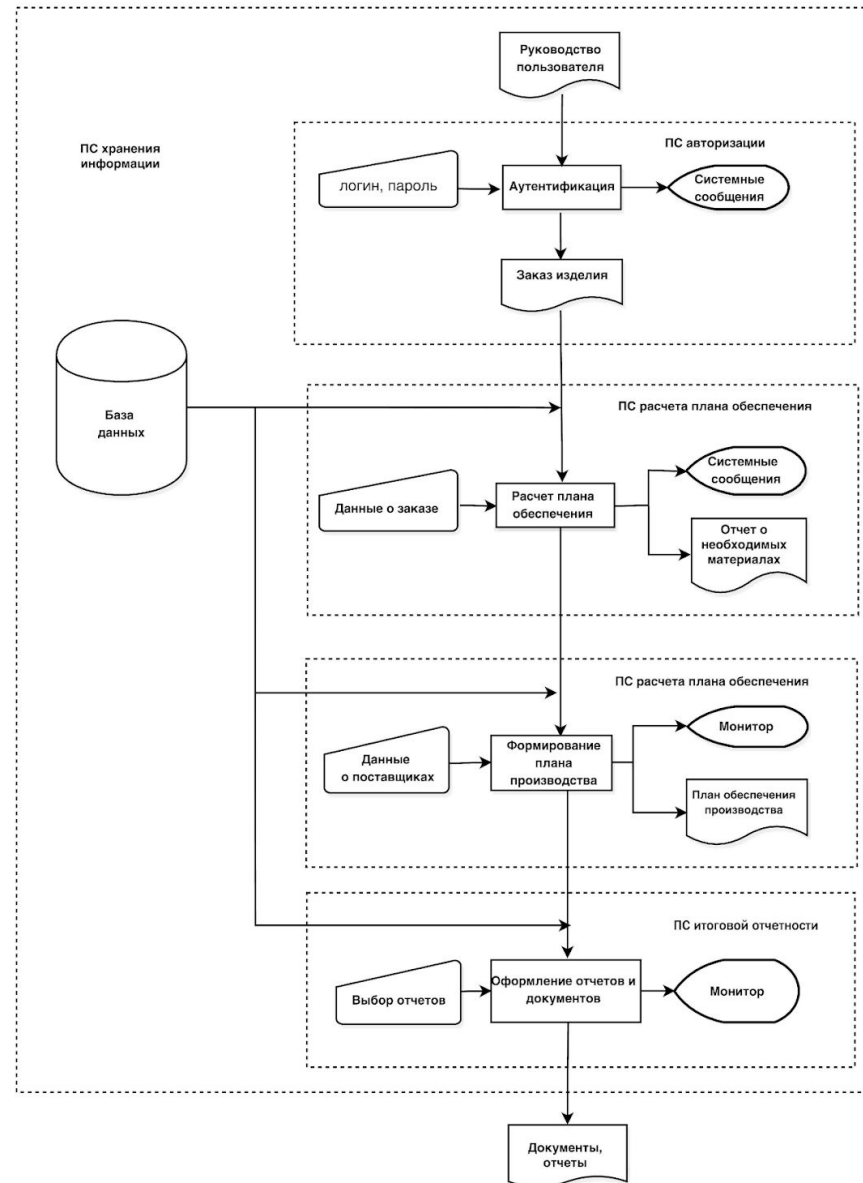 Руководство
пользователя
ПС хранения
информации
ПС авторизации
логин, пароль
Аутентификация
Системные
сообщения
Заказ изделия
База
данных
ПС расчета плана обеспечения
Данные о заказе
Расчет плана
обеспечения
Системные
сообщения
Отчет о
необходимых
материалах
ПС расчета плана обеспечения
Данные
о поставщиках
Формирование
плана
производства
Монитор
План обеспечения
производства
ПС итоговой отчетности
Выбор отчетов
Оформление отчетов и
документов
Монитор
Документы,
отчеты